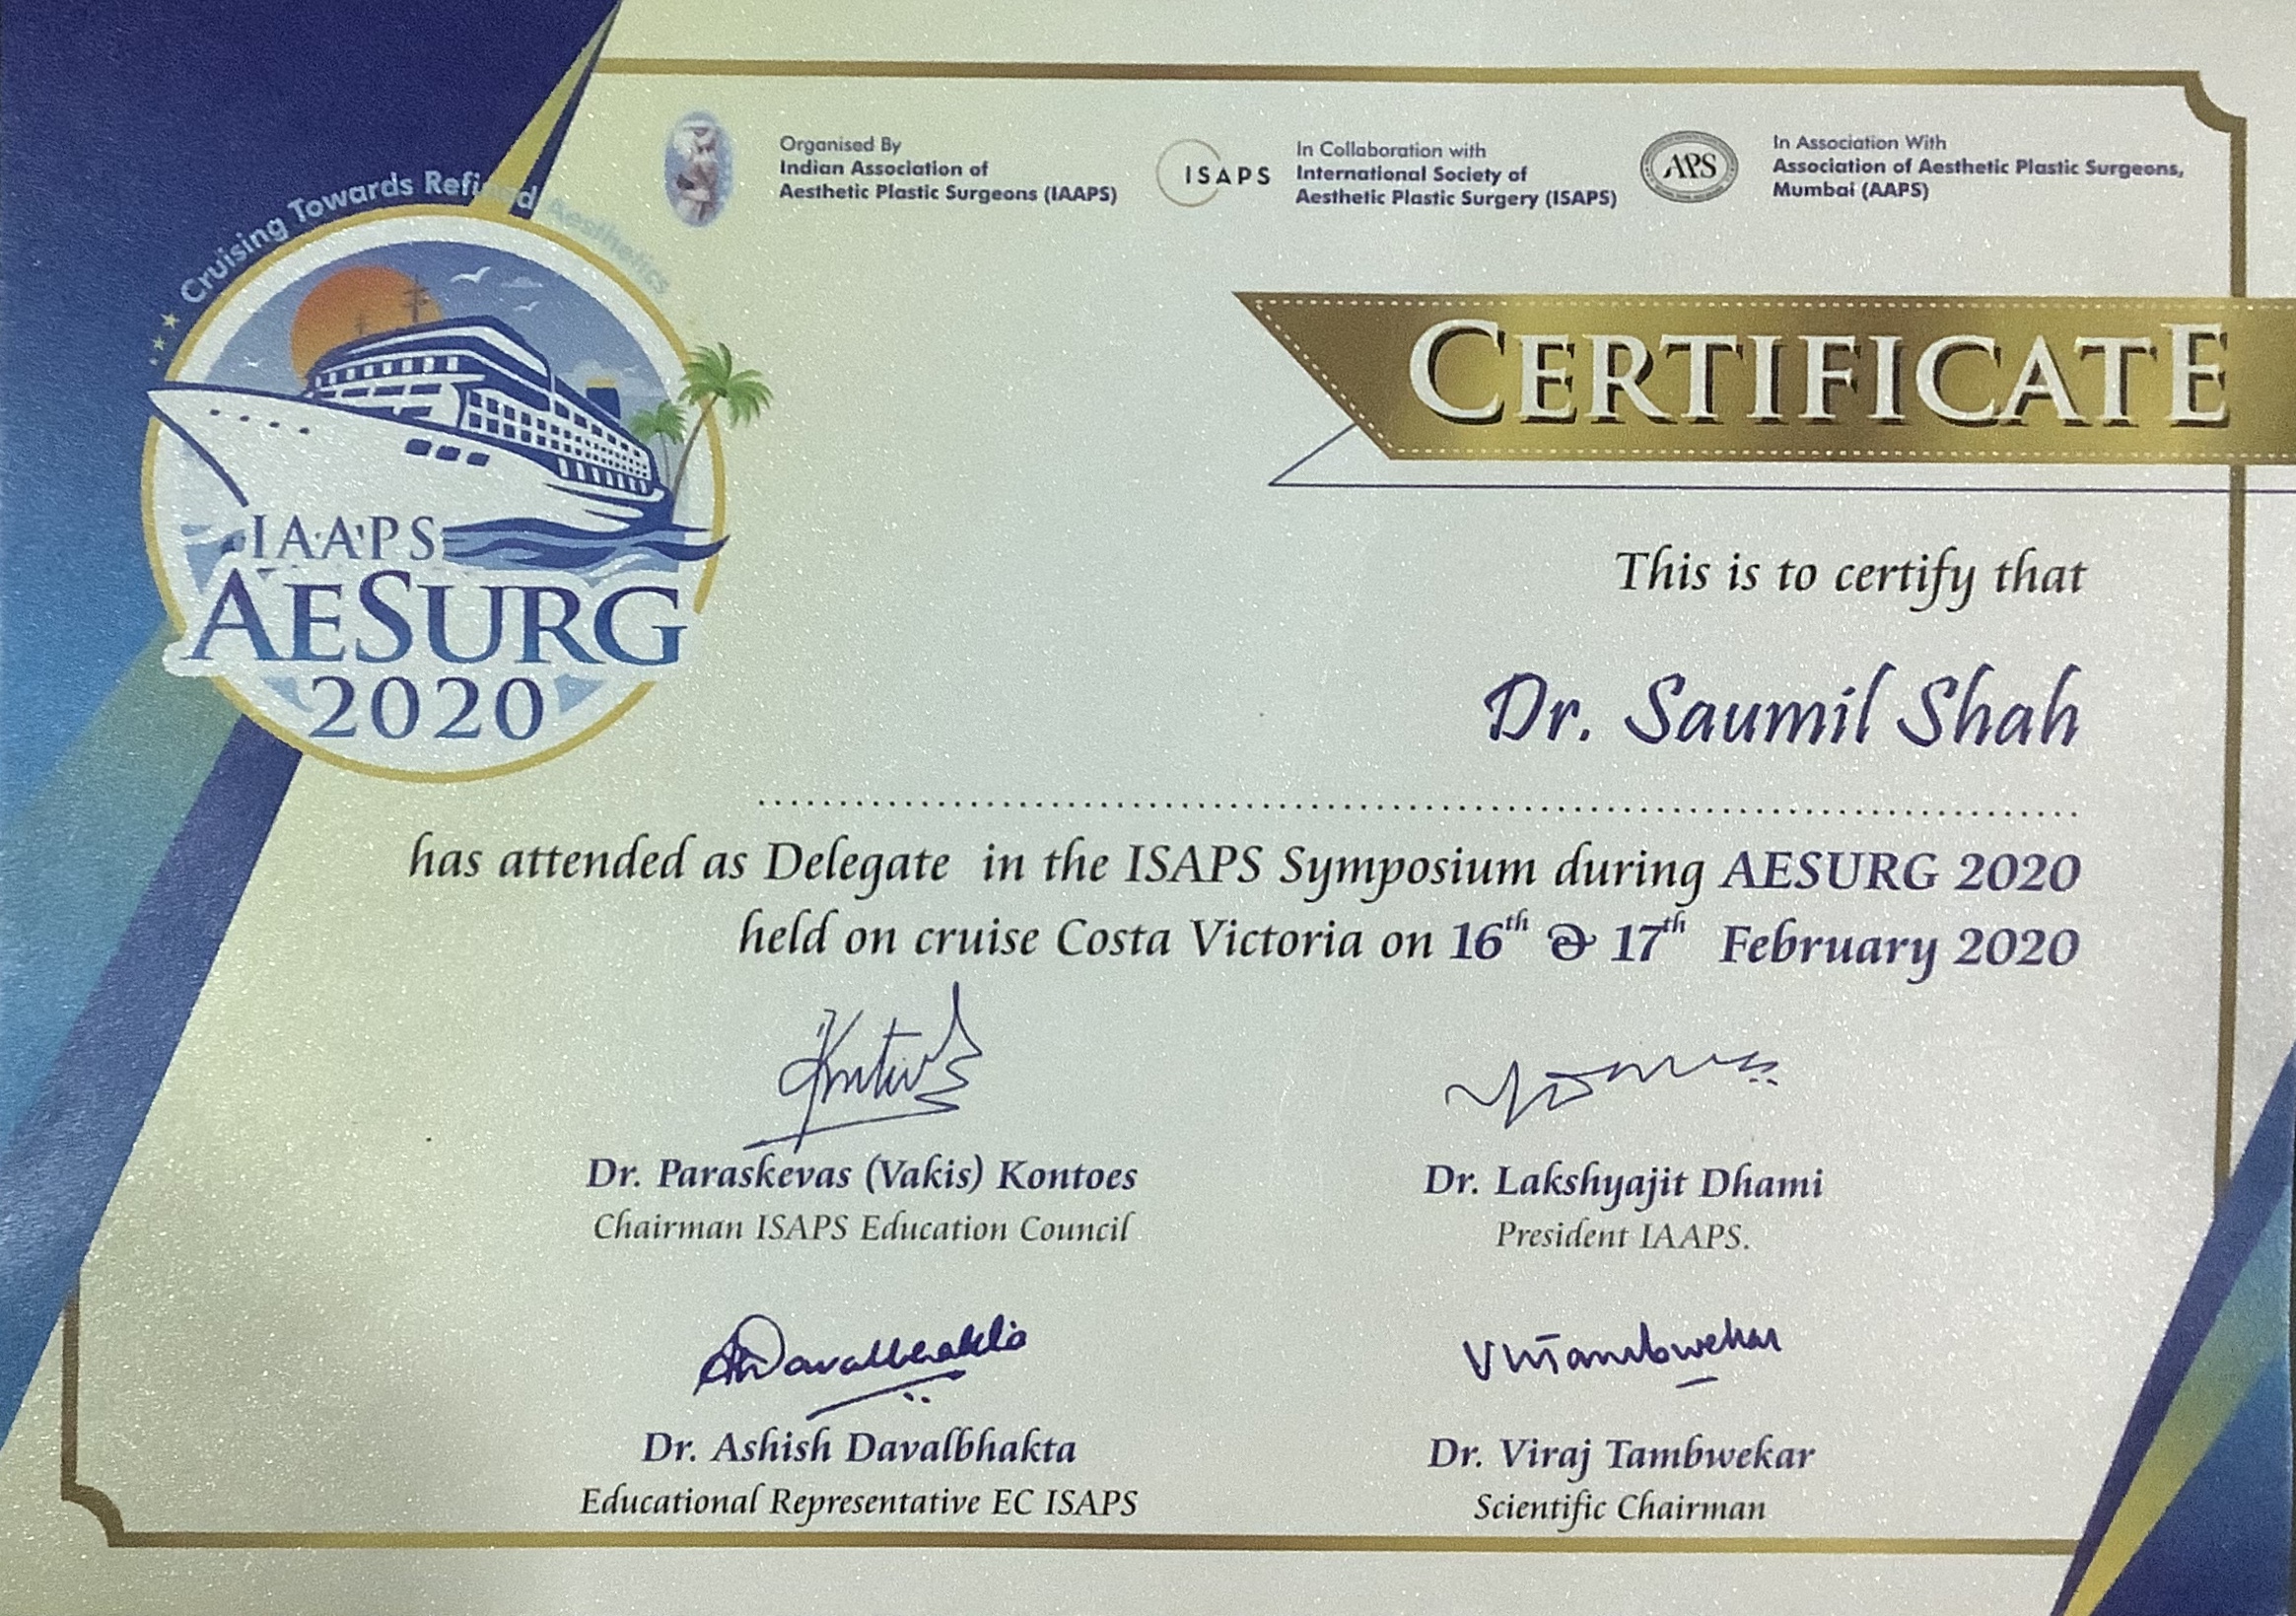 Organised By
Indian Association of
Aesthetic Plastic Surgeons (IAAPS)
ISAPS
In Collaboration with
International Society of
Aesthetic Plastic Surgery (ISAPS)
APS
In Association With
Association of Aesthetic Plastic Surgeons,
Mumbai (AAPS)
Cruising Towards Refined Aesthetics
IAAPS
AESURG
2020
CERTIFICATE
This is to certify that
Dr. Saumil Shah
has attended as Delegate in the ISAPS Symposium during AESURG 2020
held on cruise Costa Victoria on 16th & 17th February 2020
Dr. Paraskevas (Vakis) Kontoes
Chairman ISAPS Education Council
Dr. Lakshyajit Dhami
President IAAPS.
Dr. Ashish Davalbhakta
Educational Representative EC ISAPS
Dr. Viraj Tambwekar
Scientific Chairman